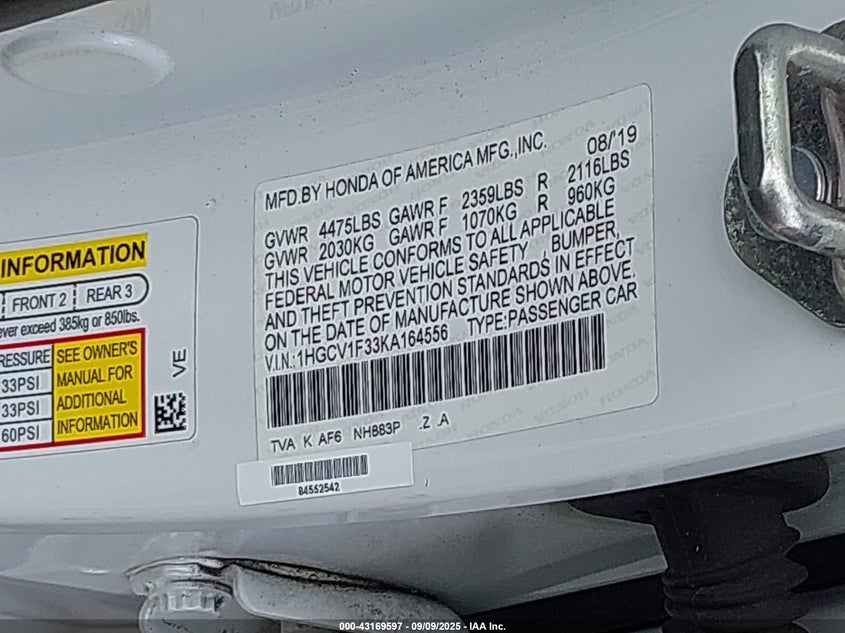 INFORMATION
FRONT 2 REAR 3
ever exceed 385kg or 850lbs.
RESSURE
33PSI
33PSI
60PSI
SEE OWNER'S
MANUAL FOR
ADDITIONAL
INFORMATION
VE
MFD.BY HONDA OF AMERICA MFG.,INC. 08/'19
GVWR 4475LBS GAWR F 2359LBS R 2116LBS
GVWR 2030KG GAWR F 1070KG R 960KG
THIS VEHICLE CONFORMS TO ALL APPLICABLE
FEDERAL MOTOR VEHICLE SAFETY , BUMPER,
AND THEFT PREVENTION STANDARDS IN EFFECT
ON THE DATE OF MANUFACTURE SHOWN ABOVE.
V.I.N.:1HGCV1F33KA164556 TYPE:PASSENGER CAR
TVA K AF6 NH883P .Z .A
84552542
000-43169597 - 09/09/2025 - IAA Inc.